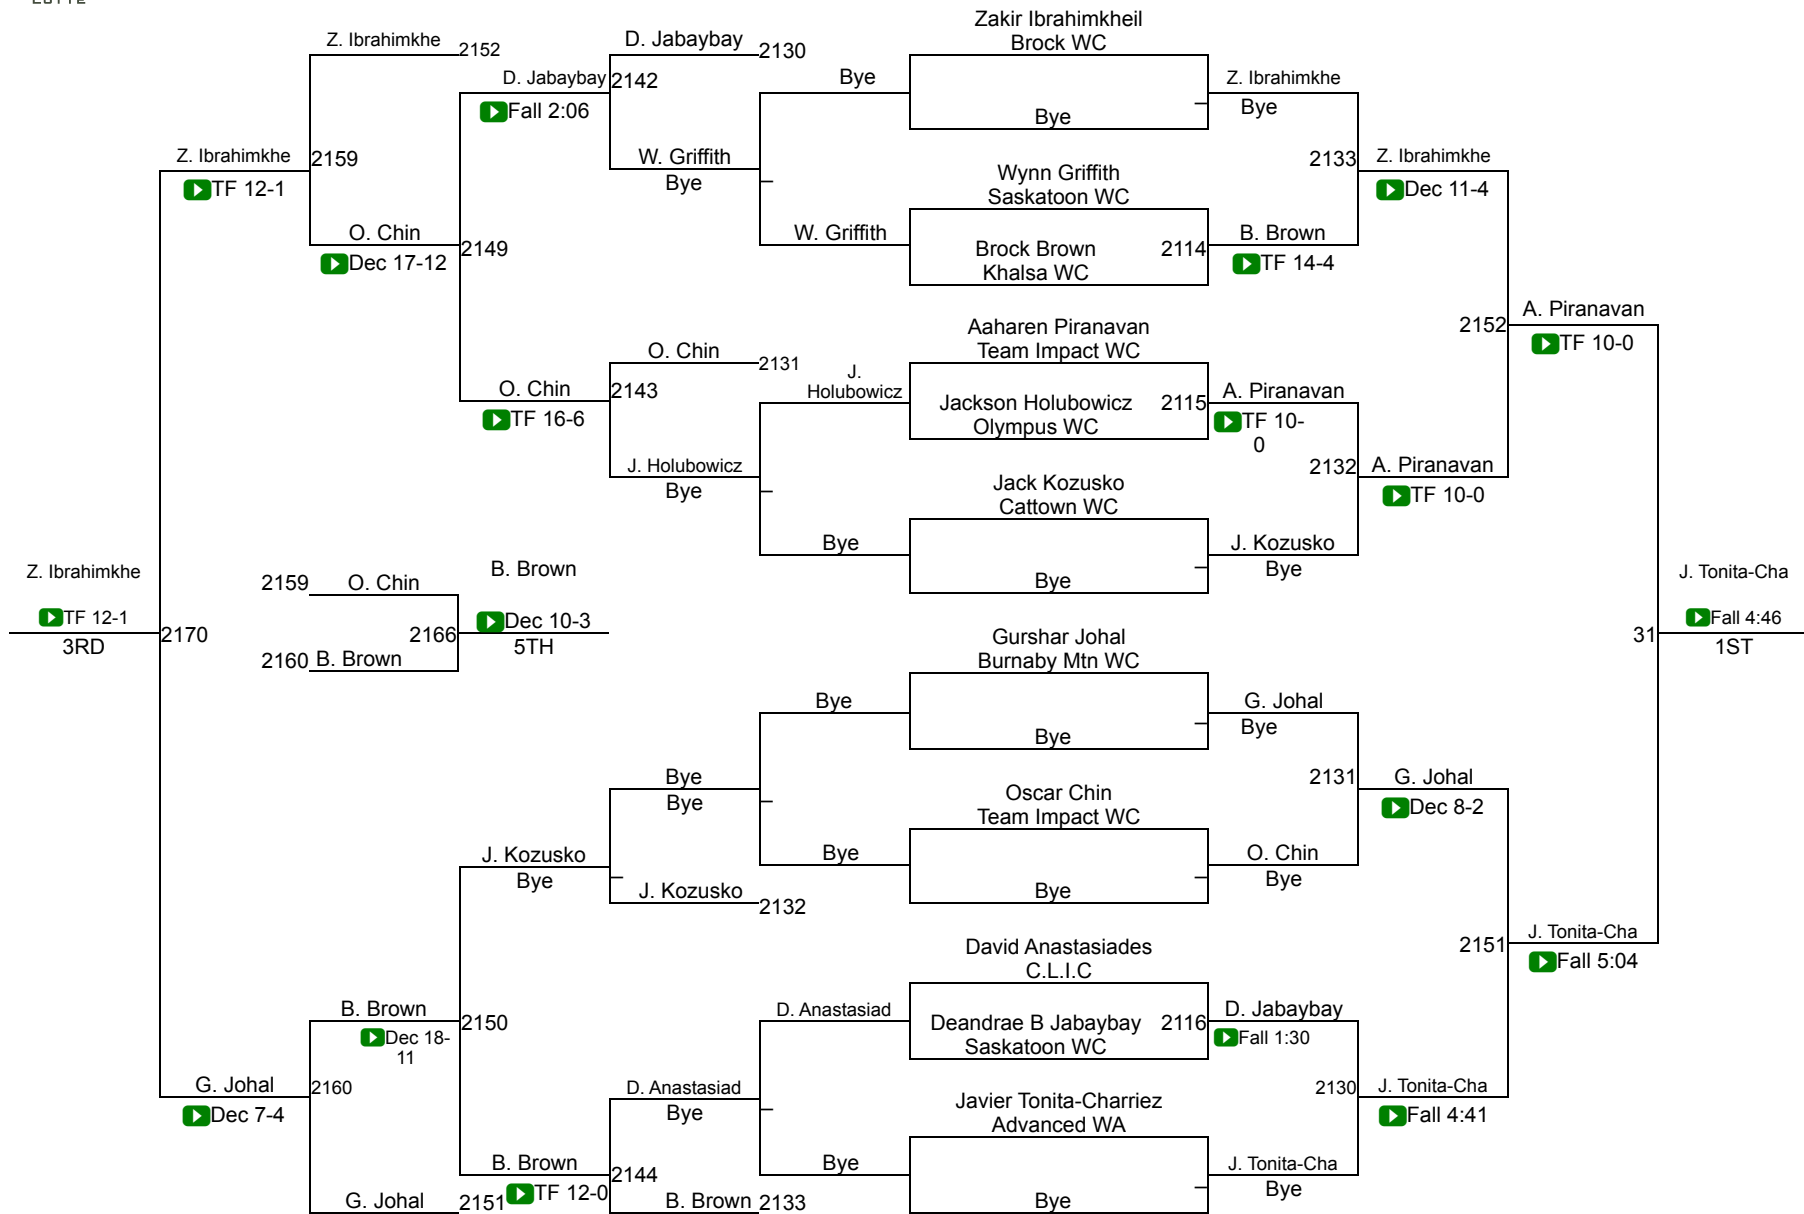 Z. Ibrahimkhe
2152
D. Jabaybay
2130
Zakir Ibrahimkheil
Brock WC
D. Jabaybay
2142
Fall 2:06
Bye
Bye
Z. Ibrahimkhe
Bye
Z. Ibrahimkhe
2159
TF 12-1
W. Griffith
Bye
2133
Z. Ibrahimkhe
Dec 11-4
Wynn Griffith
Saskatoon WC
O. Chin
2149
Dec 17-12
W. Griffith
Brock Brown
Khalsa WC
2114
B. Brown
TF 14-4
Aaharen Piranavan
Team Impact WC
2152
A. Piranavan
TF 10-0
O. Chin
2131
O. Chin
2143
TF 16-6
J.
Holubowicz
Jackson Holubowicz
Olympus WC
2115
A. Piranavan
TF 10-
0
J. Holubowicz
Bye
2132
A. Piranavan
TF 10-0
Jack Kozusko
Cattown WC
Bye
Bye
J. Kozusko
Bye
Z. Ibrahimkhe
TF 12-1
3RD
2170
2159
O. Chin
2160
B. Brown
2166
B. Brown
Dec 10-3
5TH
J. Tonita-Cha
31
Fall 4:46
1ST
Gurshar Johal
Burnaby Mtn WC
Bye
Bye
G. Johal
Bye
Bye
Bye
2131
G. Johal
Dec 8-2
Oscar Chin
Team Impact WC
J. Kozusko
Bye
Bye
Bye
O. Chin
Bye
J. Kozusko
2132
David Anastasiades
C.L.I.C
2151
J. Tonita-Cha
Fall 5:04
B. Brown
2150
Dec 18-
11
D. Anastasiad
Deandrae B Jabaybay
Saskatoon WC
2116
D. Jabaybay
Fall 1:30
G. Johal
2160
Dec 7-4
D. Anastasiad
Bye
2130
J. Tonita-Cha
Fall 4:41
Javier Tonita-Charriez
Advanced WA
B. Brown
2144
TF 12-0
Bye
Bye
J. Tonita-Cha
Bye
G. Johal
2151
B. Brown
2133